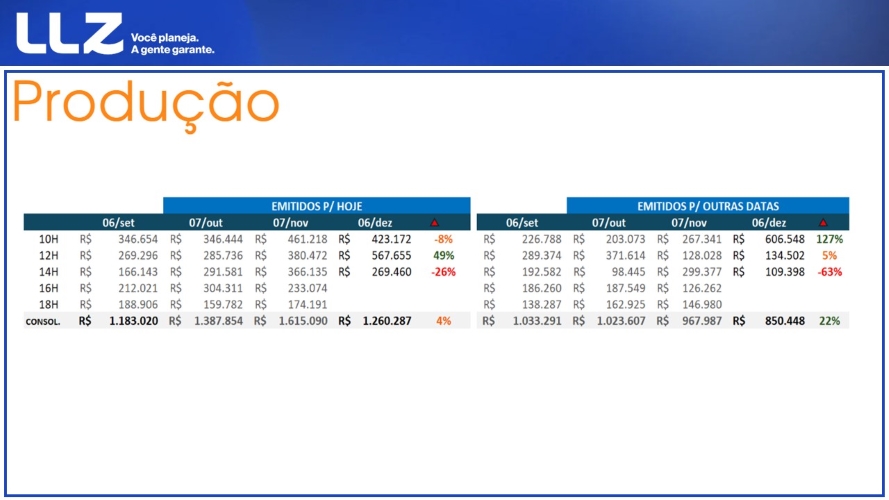 LLZ Você planeja.
A gente garante.
Produção
EMITIDOS P/ HOJE EMITIDOS P/ OUTRAS DATAS
06/set 07/out 07/nov 06/dez ▲ 06/set 07/out 07/nov 06/dez ▲
10H R$ 346.654 R$ 346.444 R$ 461.218 R$ 423.172 -8% R$ 226.788 R$ 203.073 R$ 267.341 R$ 606.548 127%
12H R$ 269.296 R$ 285.736 R$ 380.472 R$ 567.655 49% R$ 289.374 R$ 371.614 R$ 128.028 R$ 134.502 5%
14H R$ 166.143 R$ 291.581 R$ 366.135 R$ 269.460 -26% R$ 192.582 R$ 98.445 R$ 299.377 R$ 109.398 -63%
16H R$ 212.021 R$ 304.311 R$ 233.074 R$ 186.260 R$ 187.549 R$ 126.262
18H R$ 188.906 R$ 159.782 R$ 174.191 R$ 138.287 R$ 162.925 R$ 146.980
CONSOL. R$ 1.183.020 R$ 1.387.854 R$ 1.615.090 R$ 1.260.287 4% R$ 1.033.291 R$ 1.023.607 R$ 967.987 R$ 850.448 22%